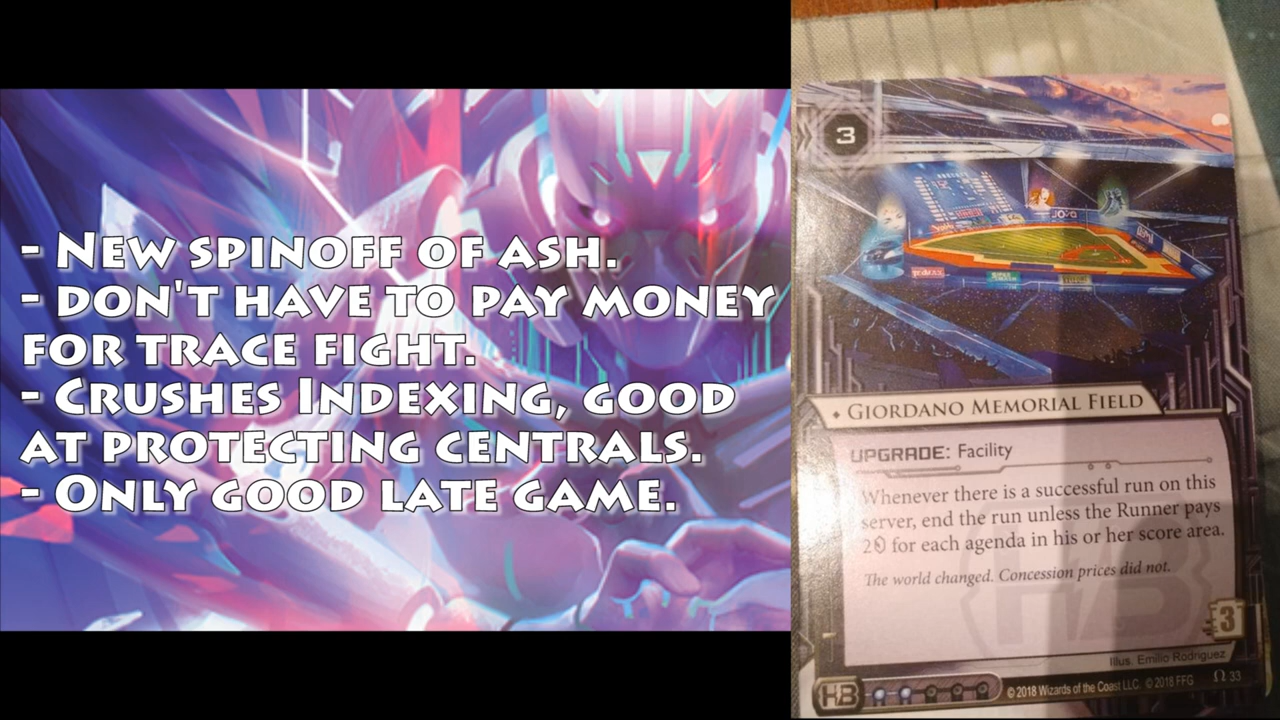 - New spinoff of Ash.
- don't have to pay money
for trace fight.
- Crushes Indexing, good
at protecting centrals.
- Only good late game.
3
Giordano Memorial Field
UPGRADE: Facility
Whenever there is a successful run on this
server, end the run unless the Runner pays
2 for each agenda in his or her score area.
The world changed. Concession prices did not.
3
Illus. Emilio Rodriguez
HB
© 2018 Wizards of the Coast LLC. © 2018 FFG
33